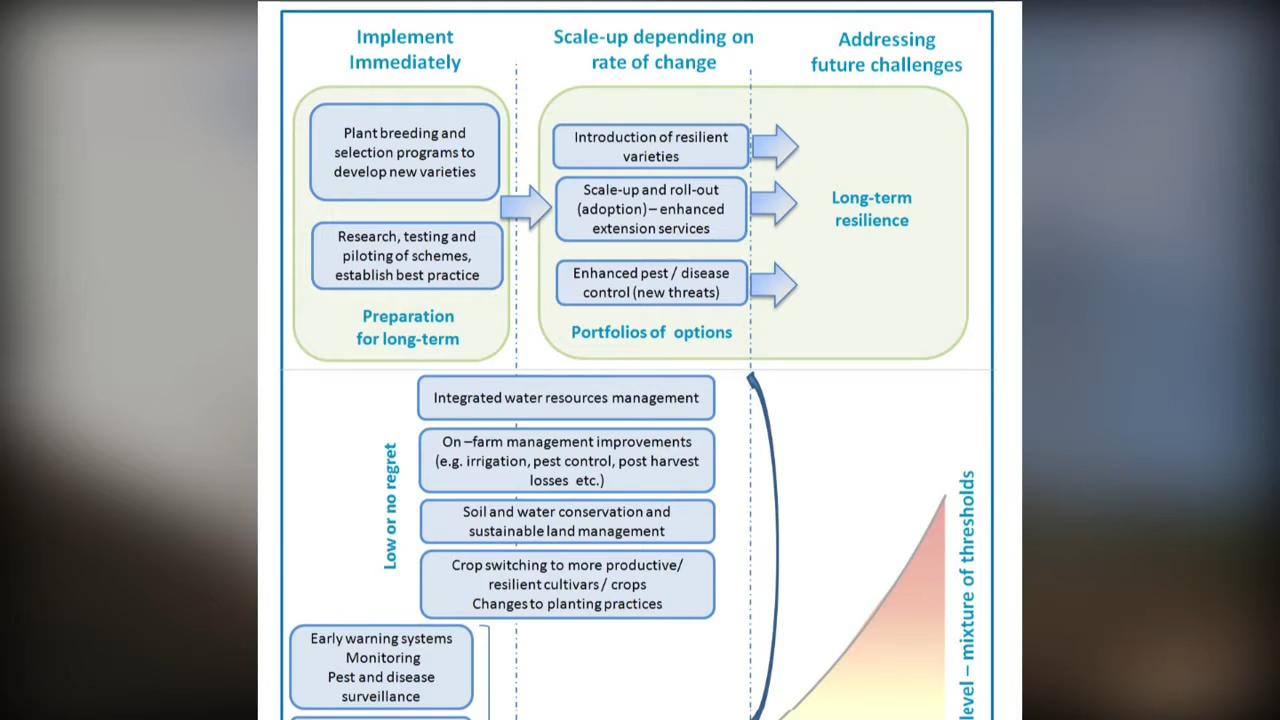 Implement
Immediately
Scale-up depending on
rate of change
Addressing
future challenges
Plant breeding and
selection programs to
develop new varieties
Research, testing and
piloting of schemes,
establish best practice
Preparation
for long-term
Introduction of resilient
varieties
Scale-up and roll-out
(adoption) – enhanced
extension services
Enhanced pest / disease
control (new threats)
Portfolios of options
Long-term
resilience
Low or no regret
Integrated water resources management
On –farm management improvements
(e.g. irrigation, pest control, post harvest
losses etc.)
Soil and water conservation and
sustainable land management
Crop switching to more productive/
resilient cultivars / crops
Changes to planting practices
Early warning systems
Monitoring
Pest and disease
surveillance
level – mixture of thresholds